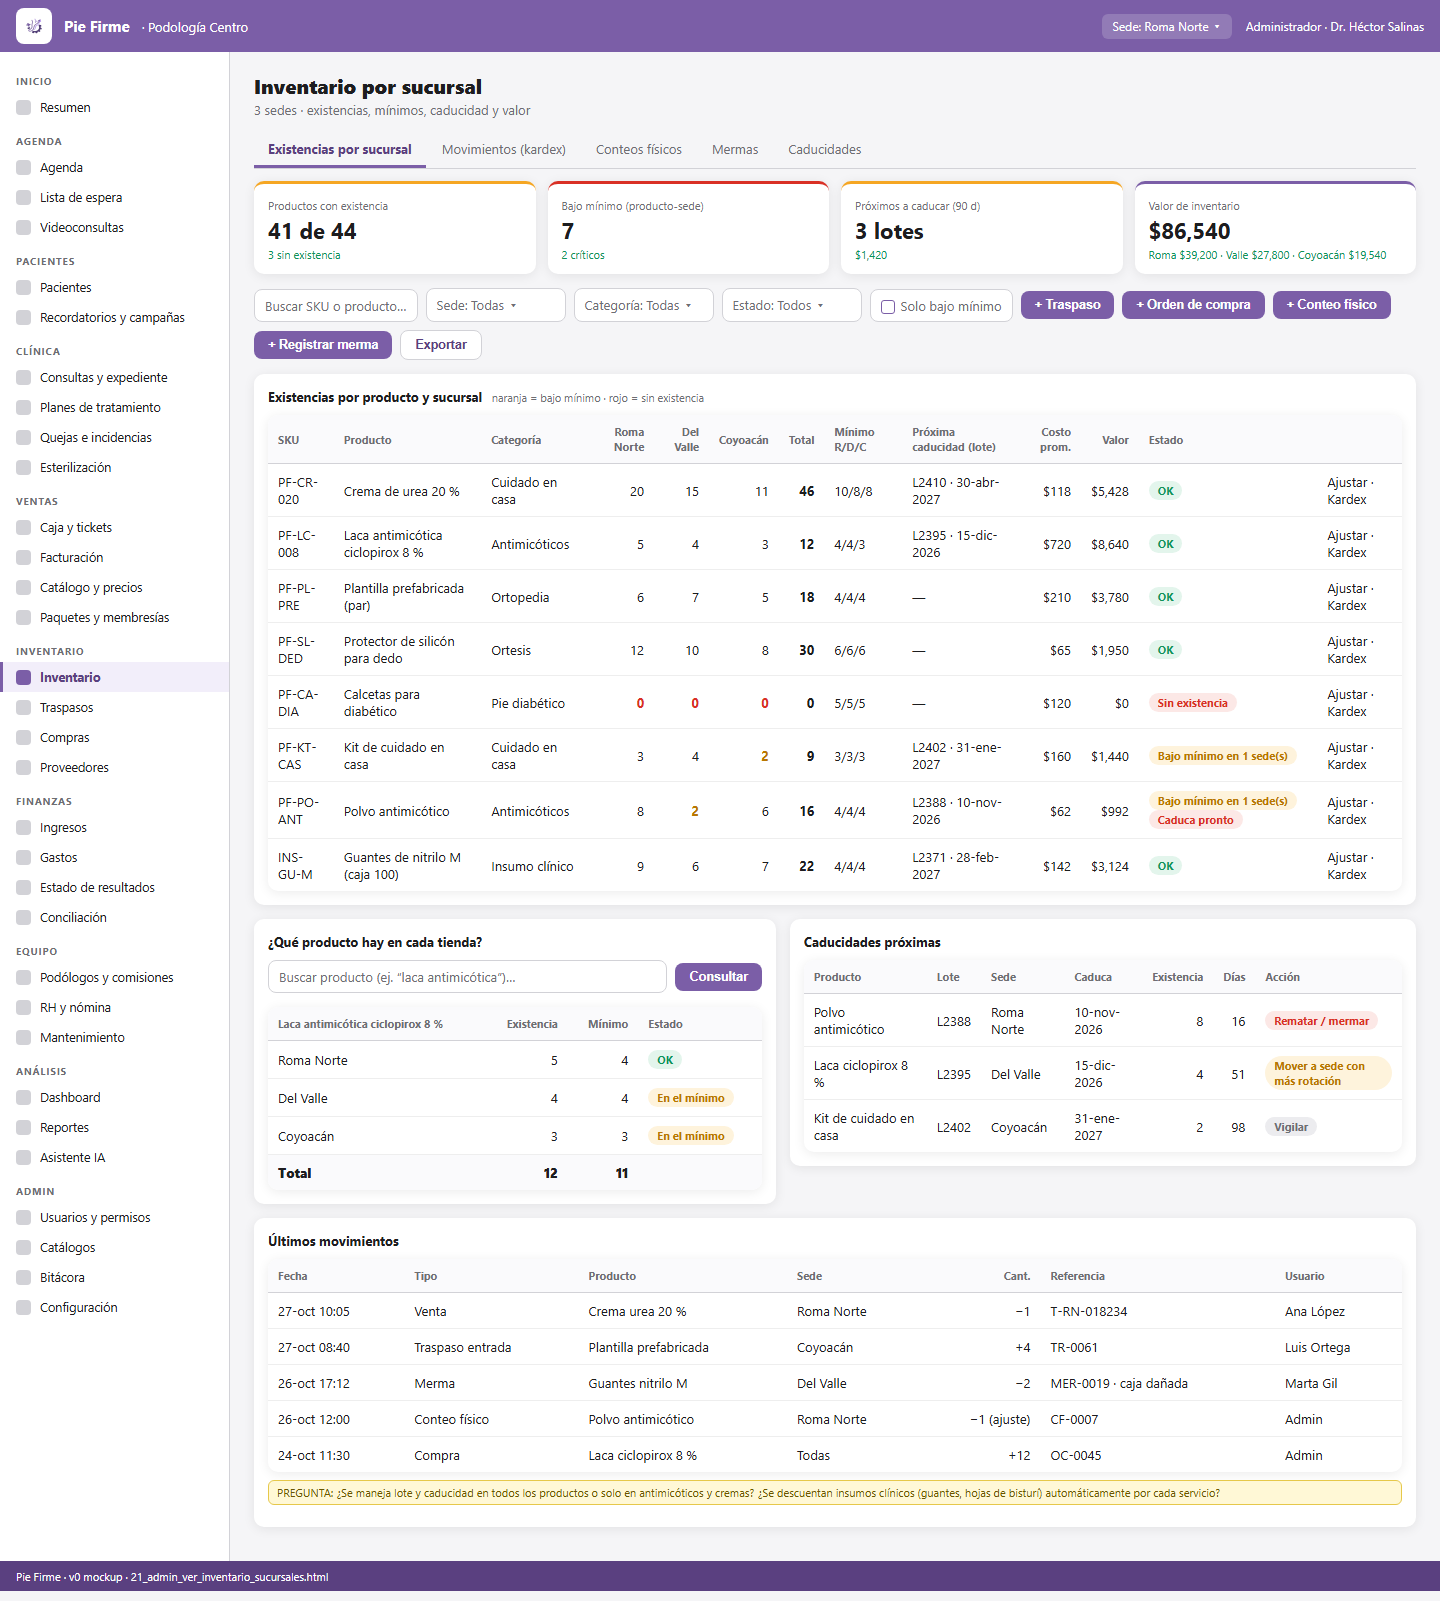 Pie Firme · Podología Centro
Sede: Roma Norte ▾
Administrador · Dr. Héctor Salinas
INICIO
Resumen
AGENDA
Agenda
Lista de espera
Videoconsultas
PACIENTES
Pacientes
Recordatorios y campañas
CLÍNICA
Consultas y expediente
Planes de tratamiento
Quejas e incidencias
Esterilización
VENTAS
Caja y tickets
Facturación
Catálogo y precios
Paquetes y membresías
INVENTARIO
Inventario
Traspasos
Compras
Proveedores
FINANZAS
Ingresos
Gastos
Estado de resultados
Conciliación
EQUIPO
Podólogos y comisiones
RH y nómina
Mantenimiento
ANÁLISIS
Dashboard
Reportes
Asistente IA
ADMIN
Usuarios y permisos
Catálogos
Bitácora
Configuración
Inventario por sucursal
3 sedes · existencias, mínimos, caducidad y valor
Existencias por sucursal Movimientos (kardex) Conteos físicos Mermas Caducidades
Productos con existencia
41 de 44
3 sin existencia
Bajo mínimo (producto-sede)
7
2 críticos
Próximos a caducar (90 d)
3 lotes
$1,420
Valor de inventario
$86,540
Roma $39,200 · Valle $27,800 · Coyoacán $19,540
Buscar SKU o producto... Sede: Todas ▾ Categoría: Todas ▾ Estado: Todos ▾ Solo bajo mínimo + Traspaso + Orden de compra + Conteo físico
+ Registrar merma Exportar
Existencias por producto y sucursal naranja = bajo mínimo · rojo = sin existencia
SKU Producto Categoría Roma Norte Del Valle Coyoacán Total Mínimo R/D/C Próxima caducidad (lote) Costo prom. Valor Estado
PF-CR-020 Crema de urea 20 % Cuidado en casa 20 15 11 46 10/8/8 L2410 · 30-abr-2027 $118 $5,428 OK Ajustar · Kardex
PF-LC-008 Laca antimicótica ciclopirox 8 % Antimicóticos 5 4 3 12 4/4/3 L2395 · 15-dic-2026 $720 $8,640 OK Ajustar · Kardex
PF-PL-PRE Plantilla prefabricada (par) Ortopedia 6 7 5 18 4/4/4 — $210 $3,780 OK Ajustar · Kardex
PF-SL-DED Protector de silicón para dedo Ortesis 12 10 8 30 6/6/6 — $65 $1,950 OK Ajustar · Kardex
PF-CA-DIA Calcetas para diabético Pie diabético 0 0 0 0 5/5/5 — $120 $0 Sin existencia Ajustar · Kardex
PF-KT-CAS Kit de cuidado en casa Cuidado en casa 3 4 2 9 3/3/3 L2402 · 31-ene-2027 $160 $1,440 Bajo mínimo en 1 sede(s) Ajustar · Kardex
PF-PO-ANT Polvo antimicótico Antimicóticos 8 2 6 16 4/4/4 L2388 · 10-nov-2026 $62 $992 Bajo mínimo en 1 sede(s) Caduca pronto Ajustar · Kardex
INS-GU-M Guantes de nitrilo M (caja 100) Insumo clínico 9 6 7 22 4/4/4 L2371 · 28-feb-2027 $142 $3,124 OK Ajustar · Kardex
¿Qué producto hay en cada tienda?
Buscar producto (ej. “laca antimicótica”)... Consultar
Laca antimicótica ciclopirox 8 % Existencia Mínimo Estado
Roma Norte 5 4 OK
Del Valle 4 4 En el mínimo
Coyoacán 3 3 En el mínimo
Total 12 11
Caducidades próximas
Producto Lote Sede Caduca Existencia Días Acción
Polvo antimicótico L2388 Roma Norte 10-nov-2026 8 16 Rematar / mermar
Laca ciclopirox 8 % L2395 Del Valle 15-dic-2026 4 51 Mover a sede con más rotación
Kit de cuidado en casa L2402 Coyoacán 31-ene-2027 2 98 Vigilar
Últimos movimientos
Fecha Tipo Producto Sede Cant. Referencia Usuario
27-oct 10:05 Venta Crema urea 20 % Roma Norte −1 T-RN-018234 Ana López
27-oct 08:40 Traspaso entrada Plantilla prefabricada Coyoacán +4 TR-0061 Luis Ortega
26-oct 17:12 Merma Guantes nitrilo M Del Valle −2 MER-0019 · caja dañada Marta Gil
26-oct 12:00 Conteo físico Polvo antimicótico Roma Norte −1 (ajuste) CF-0007 Admin
24-oct 11:30 Compra Laca ciclopirox 8 % Todas +12 OC-0045 Admin
PREGUNTA: ¿Se maneja lote y caducidad en todos los productos o solo en antimicóticos y cremas? ¿Se descuentan insumos clínicos (guantes, hojas de bisturí) automáticamente por cada servicio?
Pie Firme · v0 mockup · 21_admin_ver_inventario_sucursales.html